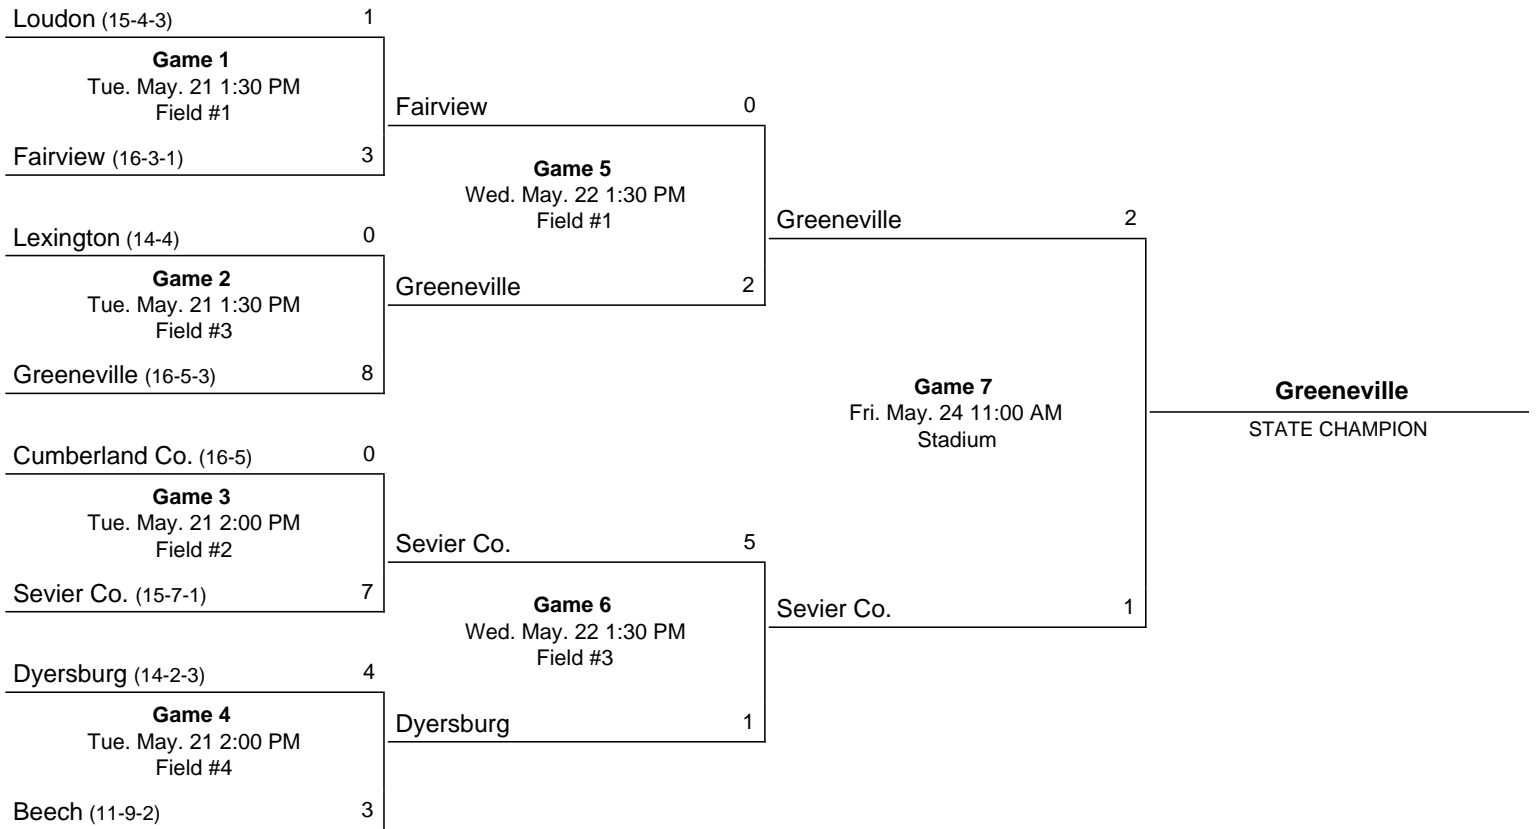 Loudon (15-4-3) 1
Game 1
Tue. May. 21 1:30 PM
Field #1
Fairview (16-3-1) 3
Lexington (14-4) 0
Game 2
Tue. May. 21 1:30 PM
Field #3
Greeneville (16-5-3) 8
Cumberland Co. (16-5) 0
Game 3
Tue. May. 21 2:00 PM
Field #2
Sevier Co. (15-7-1) 7
Dyersburg (14-2-3) 4
Game 4
Tue. May. 21 2:00 PM
Field #4
Beech (11-9-2) 3
Fairview 0
Game 5
Wed. May. 22 1:30 PM
Field #1
Greeneville 2
Sevier Co. 5
Game 6
Wed. May. 22 1:30 PM
Field #3
Dyersburg 1
Greeneville 2
Game 7
Fri. May. 24 11:00 AM
Stadium
Sevier Co. 1
Greeneville
STATE CHAMPION